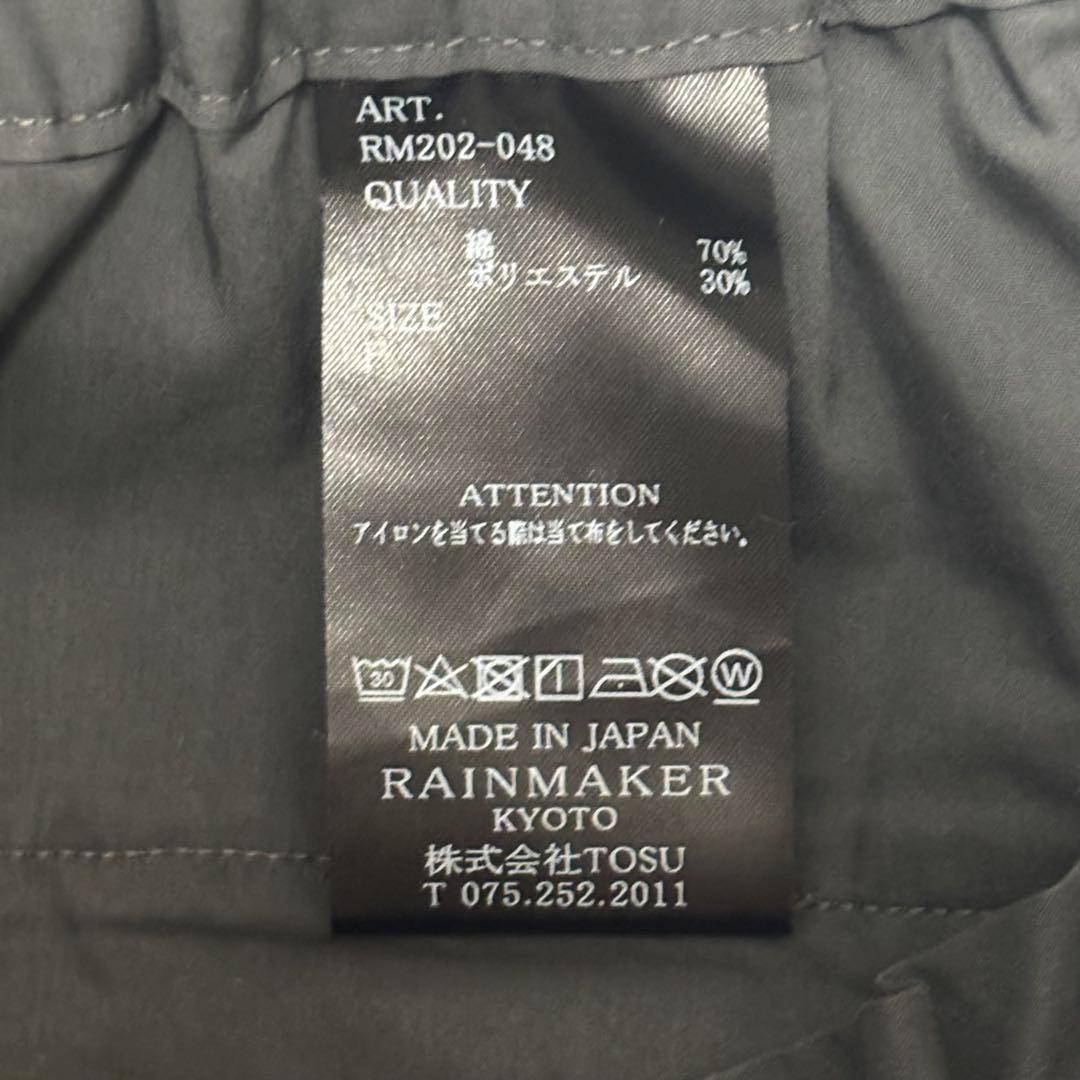 ART.
RM202-048
QUALITY
綿 70%
ポリエステル 30%
SIZE
ATTENTION
アイロンを当てる際は当て布をしてください。
30 W
MADE IN JAPAN
RAINMAKER
KYOTO
株式会社TOSU
T 075.252.2011